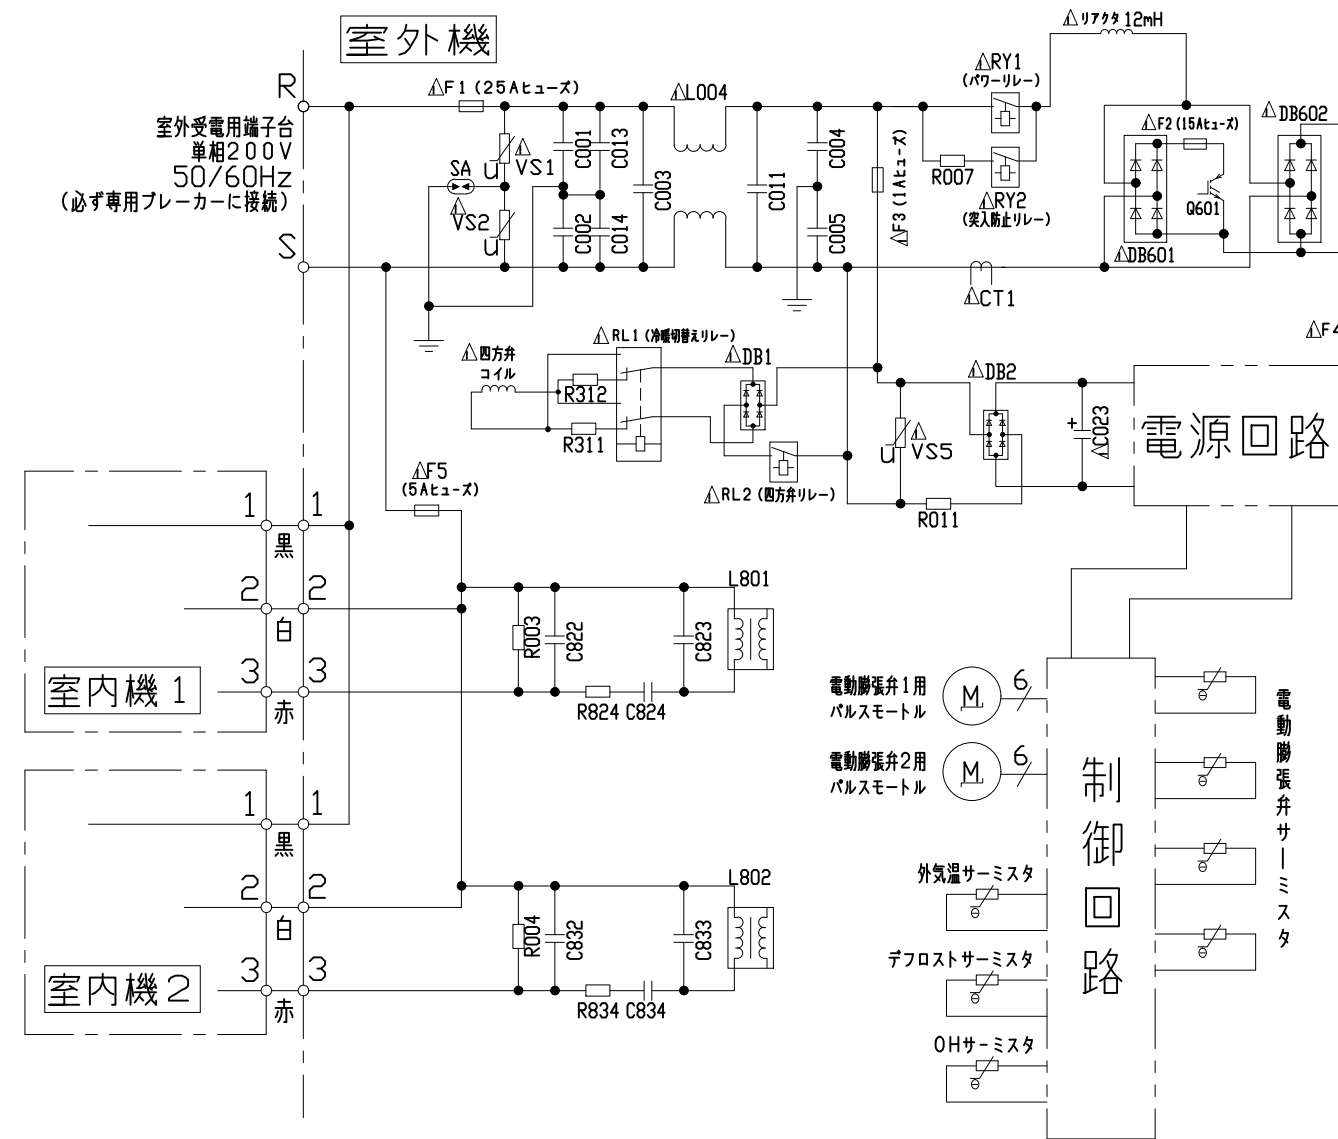 室外機
⚠リアクタ 12mH
R
⚠F1 (25Aヒューズ)
⚠L004
⚠RY1
(パワーリレー)
⚠F2 (15Aヒューズ)
⚠DB602
室外受電用端子台
単相200V
50/60Hz
(必ず専用ブレーカーに接続)
SA
⚠VS1
⚠VS2
U
U
C001
C013
C002
C014
C003
C011
C004
C005
⚠F3 (1Aヒューズ)
R007
⚠RY2
(突入防止リレー)
Q601
⚠DB601
S
⚠CT1
⚠F4
⚠四方弁
コイル
⚠RL1 (冷暖切替えリレー)
⚠DB1
⚠DB2
R312
R311
⚠RL2 (四方弁リレー)
U
⚠VS5
R011
+
⚠C023
電源回路
⚠F5
(5Aヒューズ)
1
1
黒
2
2
白
3
3
赤
室内機1
R003
C822
C823
L801
R824
C824
電動膨張弁1用
パルスモートル
M
6
電動膨張弁2用
パルスモートル
M
6
制御回路
電動膨張弁サーミスタ
θ
θ
θ
θ
1
1
黒
2
2
白
3
3
赤
室内機2
R004
C832
C833
L802
R834
C834
外気温サーミスタ
θ
デフロストサーミスタ
θ
OHサーミスタ
θ